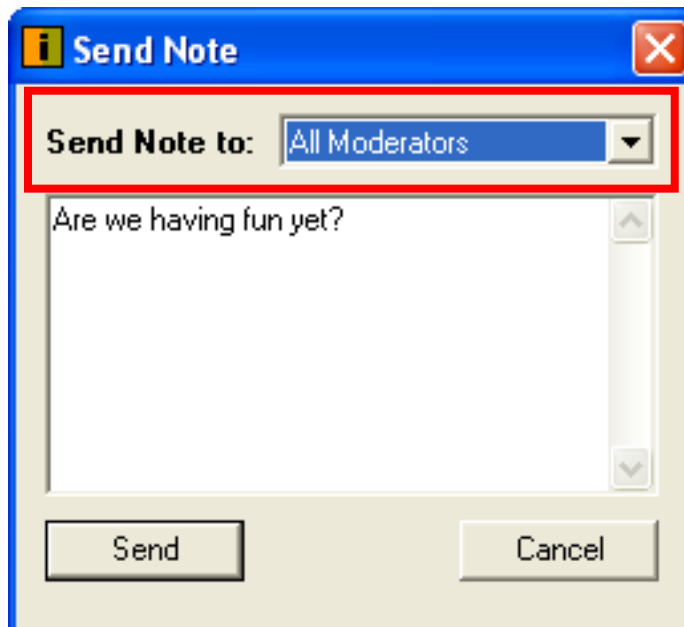 Send Note
Send Note to: All Moderators
Are we having fun yet?
Send Cancel